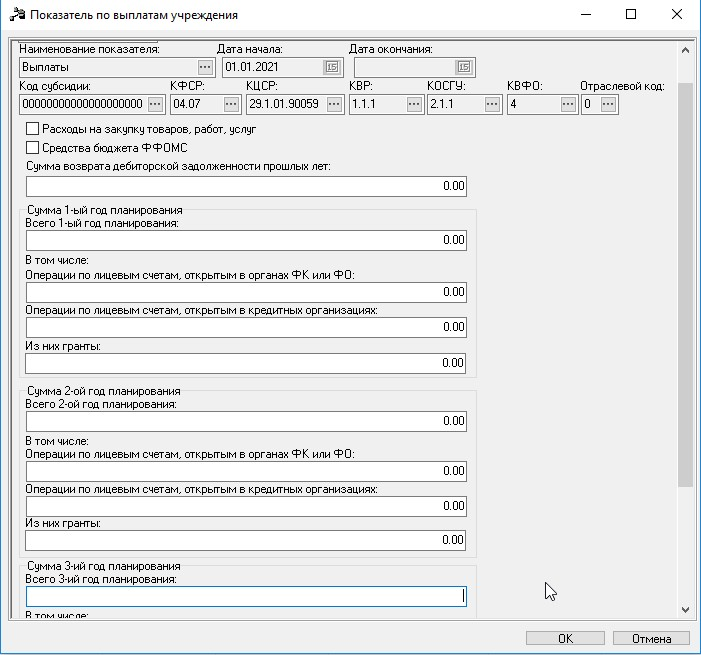 Показатель по выплатам учреждения
Наименование показателя: Дата начала: Дата окончания:
Выплаты ... 01.01.2021 15 15
Код субсидии: КФСР: КЦСР: КВР: КОСГУ: КВФО: Отраслевой код:
00000000000000000000 ... 04.07 ... 29.1.01.90059 ... 1.1.1 ... 2.1.1 ... 4 ... 0 ...
Расходы на закупку товаров, работ, услуг
Средства бюджета ФФОМС
Сумма возврата дебиторской задолженности прошлых лет:
0.00
Сумма 1-ый год планирования
Всего 1-ый год планирования:
0.00
В том числе:
Операции по лицевым счетам, открытым в органах ФК или ФО:
0.00
Операции по лицевым счетам, открытым в кредитных организациях:
0.00
Из них гранты:
0.00
Сумма 2-ой год планирования
Всего 2-ой год планирования:
0.00
В том числе:
Операции по лицевым счетам, открытым в органах ФК или ФО:
0.00
Операции по лицевым счетам, открытым в кредитных организациях:
0.00
Из них гранты:
0.00
Сумма 3-ий год планирования
Всего 3-ий год планирования:
В том числе:
OK Отмена